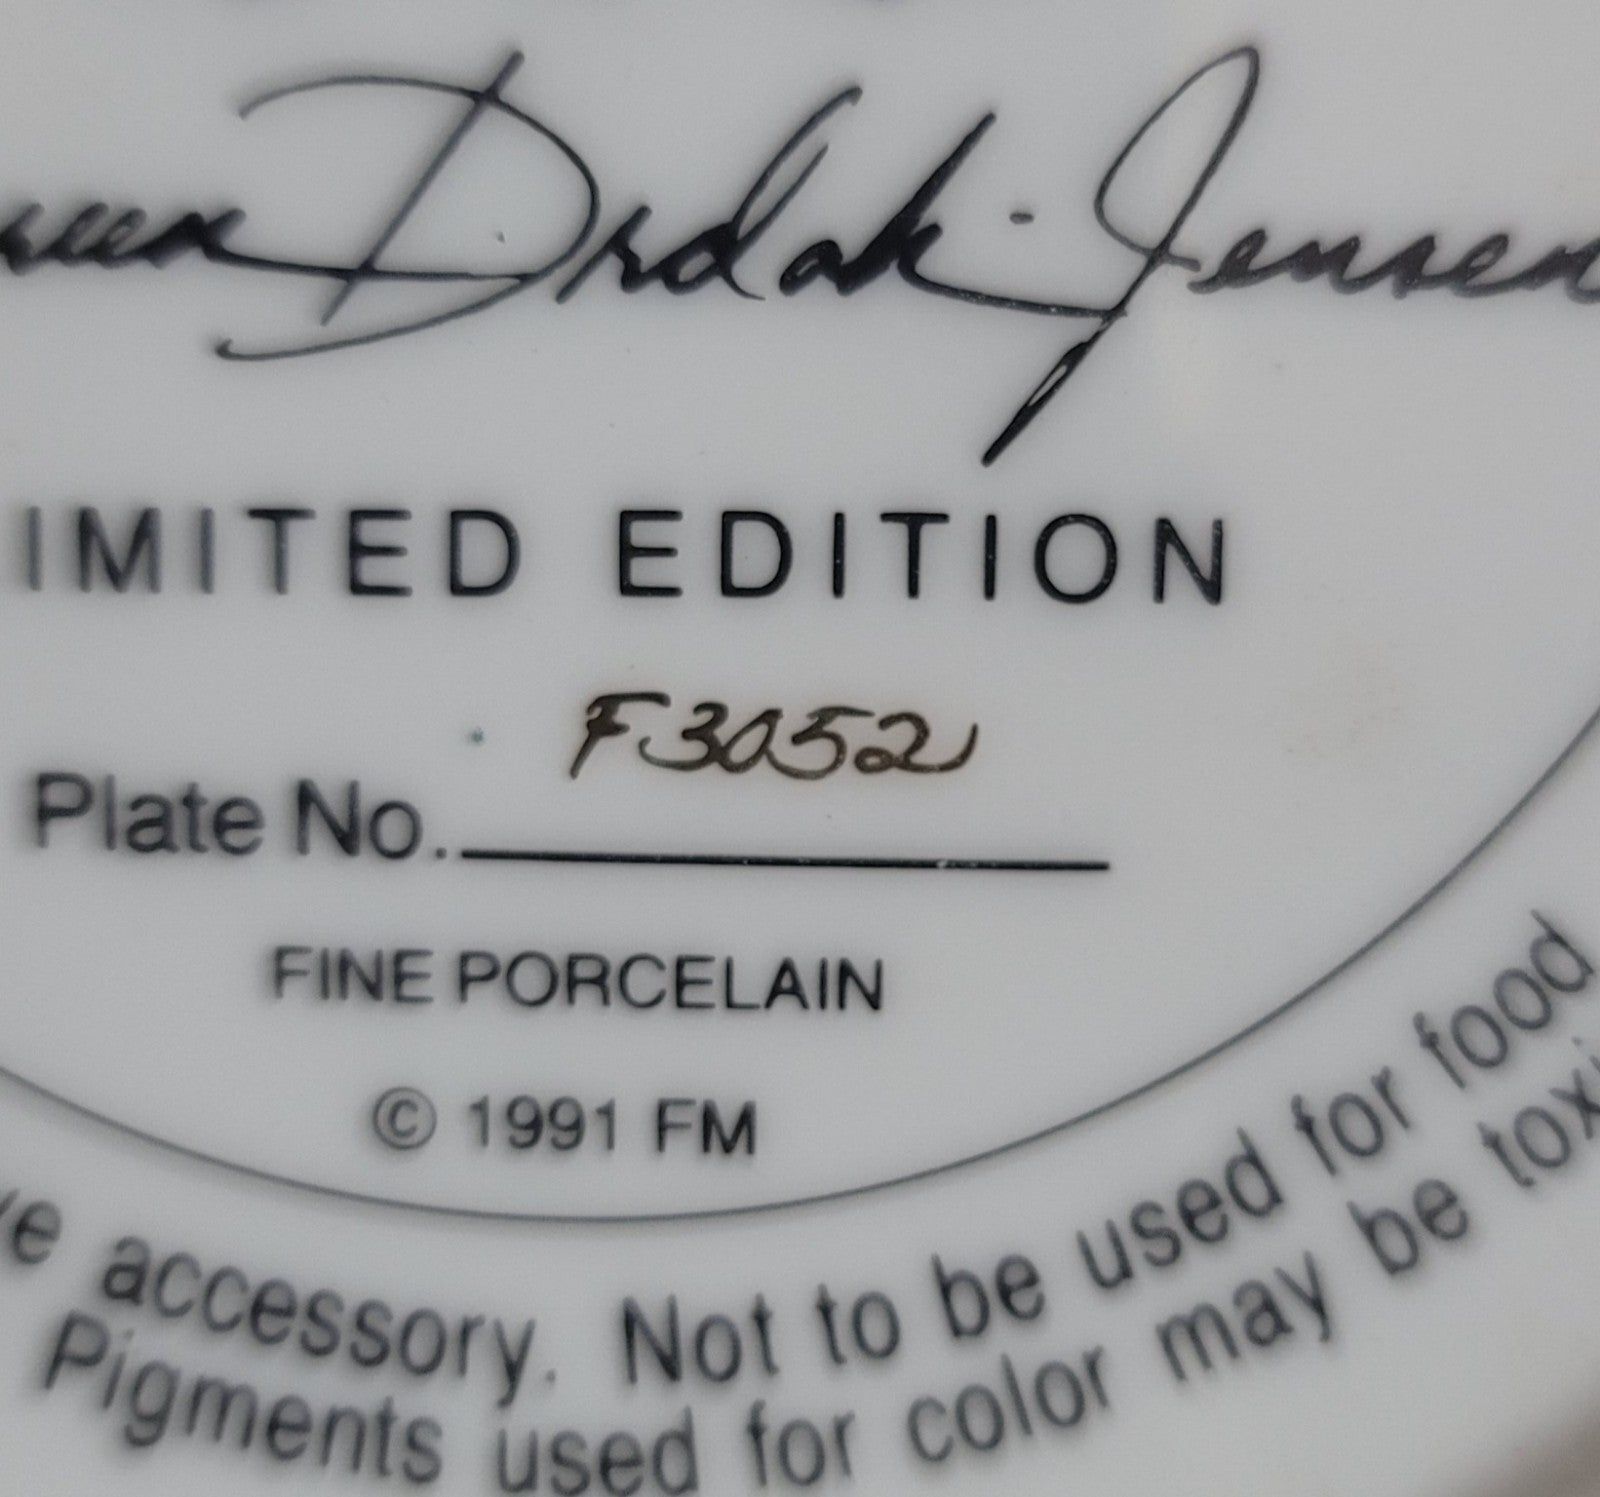 Drdak-Jensen
IMITED EDITION
F3052
Plate No.
FINE PORCELAIN
© 1991 FM
e accessory. Not to be used for food
Pigments used for color may be toxi